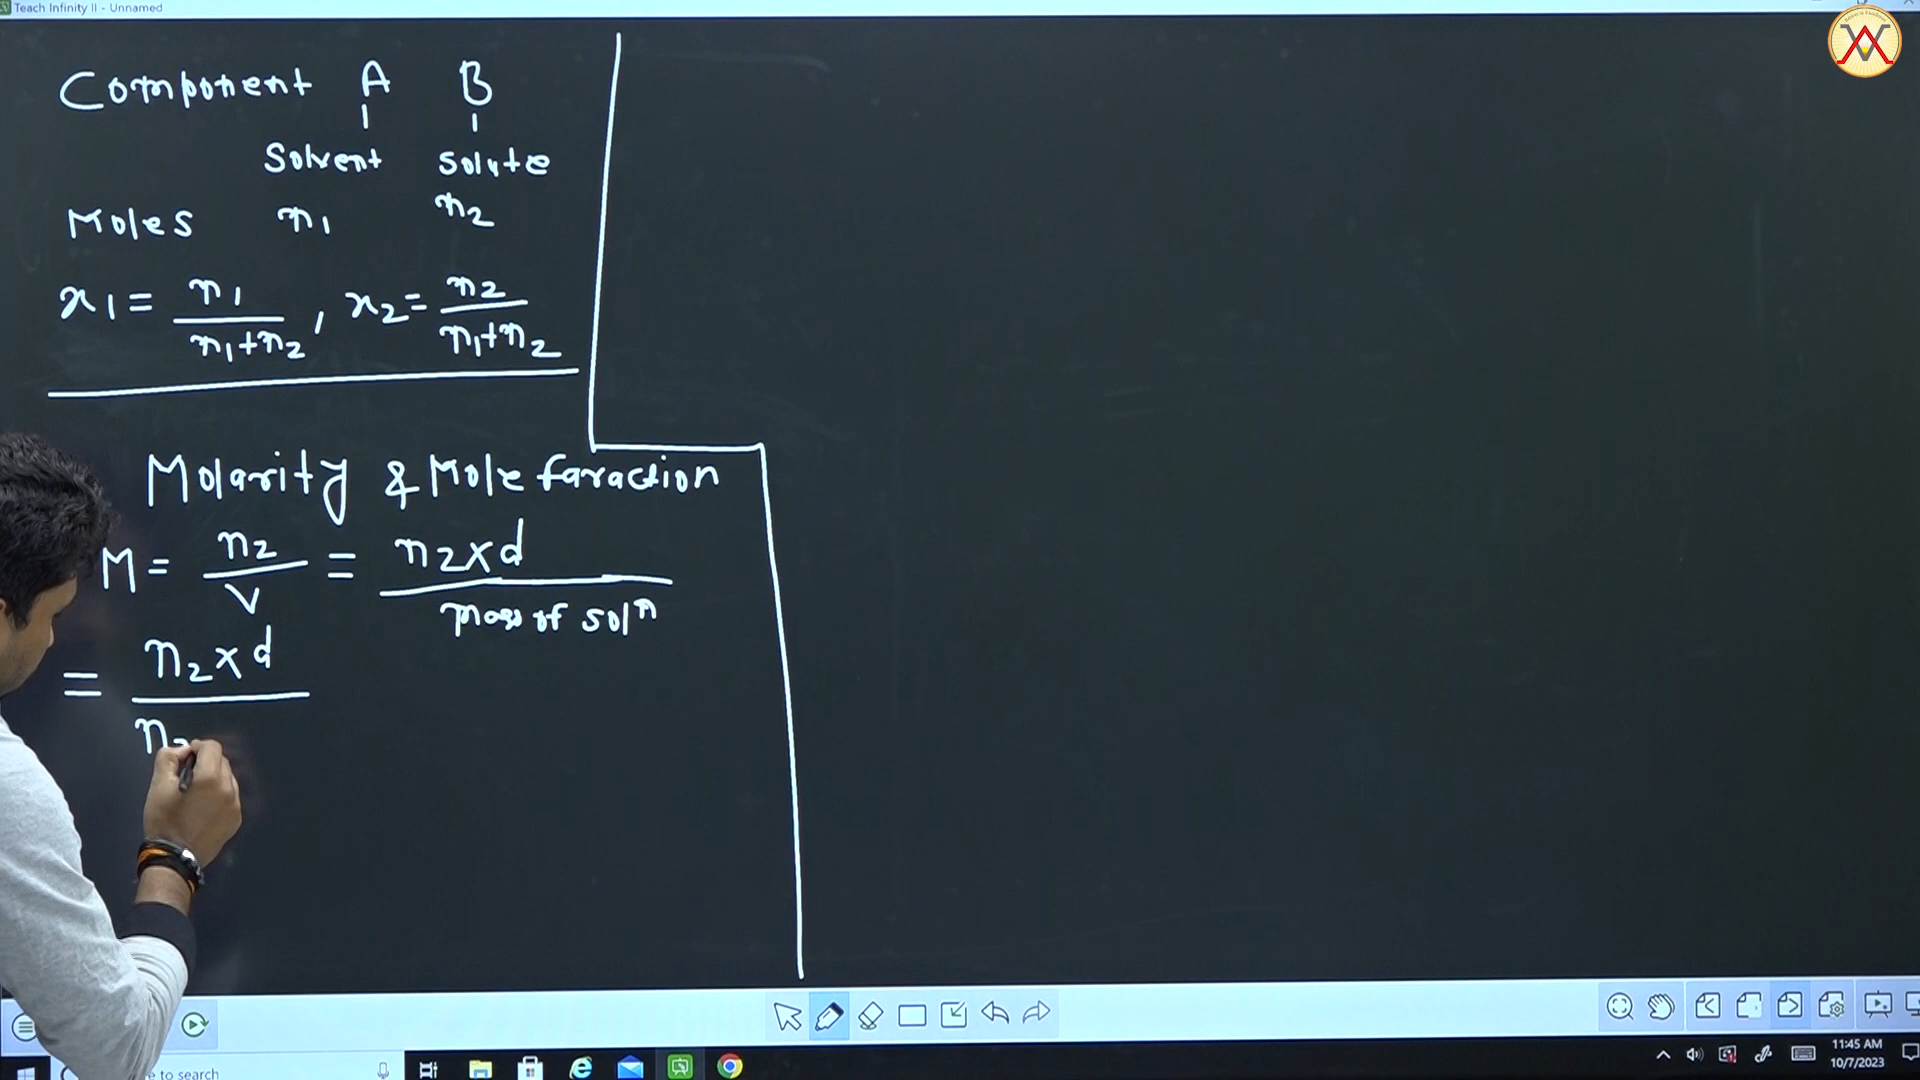 Teach Infinity II - Unnamed
Component A B
Solvent solute
Moles n1 n2
x1 = n1/n1+n2 , x2 = n2/n1+n2
Molarity & Mole faraction
M = n2/V = n2xd/mass of solⁿ
= n2xd/n2
e to search
11:45 AM
10/7/2023